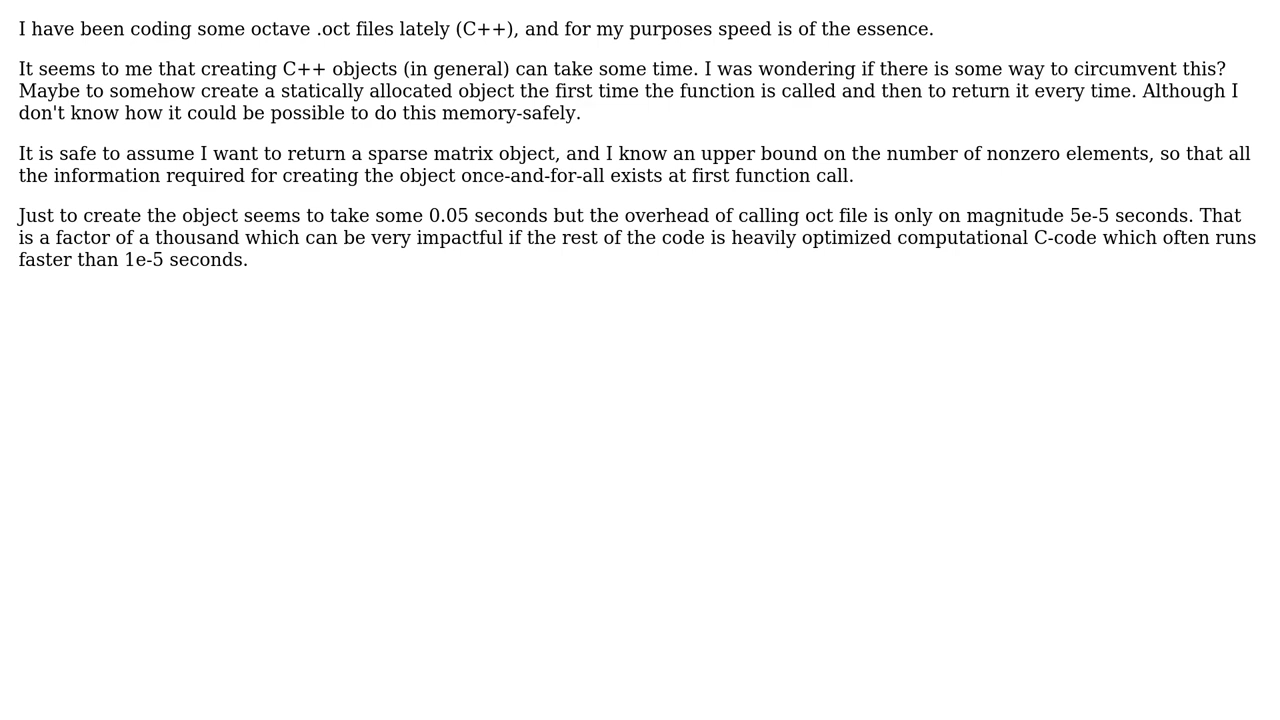 I have been coding some octave .oct files lately (C++), and for my purposes speed is of the essence.
It seems to me that creating C++ objects (in general) can take some time. I was wondering if there is some way to circumvent this?
Maybe to somehow create a statically allocated object the first time the function is called and then to return it every time. Although I
don't know how it could be possible to do this memory-safely.
It is safe to assume I want to return a sparse matrix object, and I know an upper bound on the number of nonzero elements, so that all
the information required for creating the object once-and-for-all exists at first function call.
Just to create the object seems to take some 0.05 seconds but the overhead of calling oct file is only on magnitude 5e-5 seconds. That
is a factor of a thousand which can be very impactful if the rest of the code is heavily optimized computational C-code which often runs
faster than 1e-5 seconds.